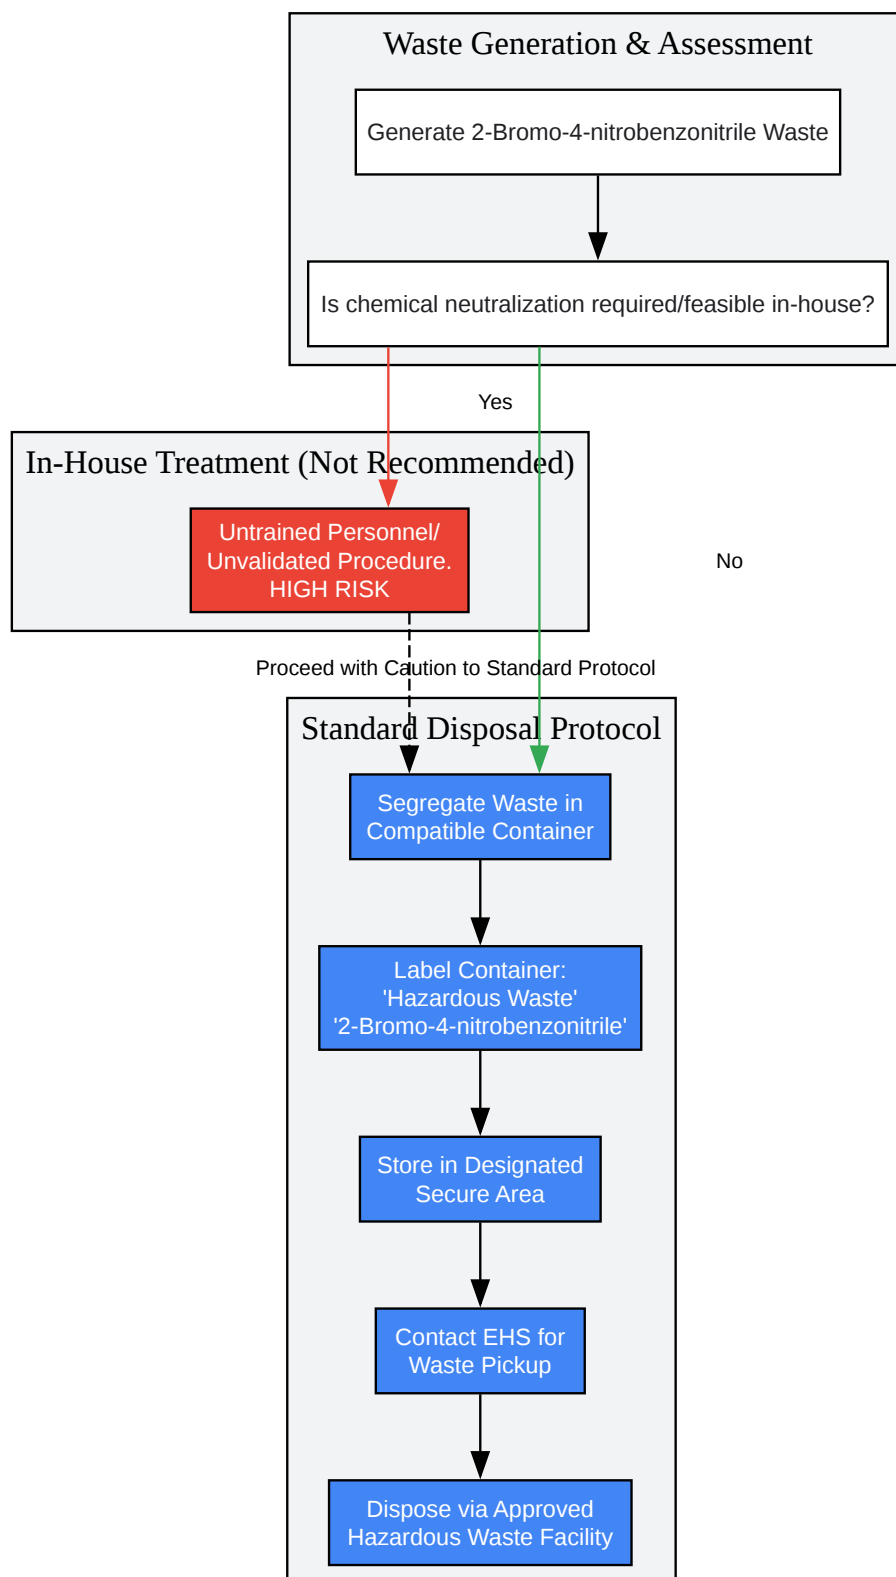 Waste Generation & Assessment
Generate 2-Bromo-4-nitrobenzonitrile Waste
Is chemical neutralization required/feasible in-house?
Yes
In-House Treatment (Not Recommended)
Untrained Personnel/
Unvalidated Procedure.
HIGH RISK
No
Proceed with Caution to Standard Protocol
Standard Disposal Protocol
Segregate Waste in
Compatible Container
Label Container:
'Hazardous Waste'
'2-Bromo-4-nitrobenzonitrile'
Store in Designated
Secure Area
Contact EHS for
Waste Pickup
Dispose via Approved
Hazardous Waste Facility